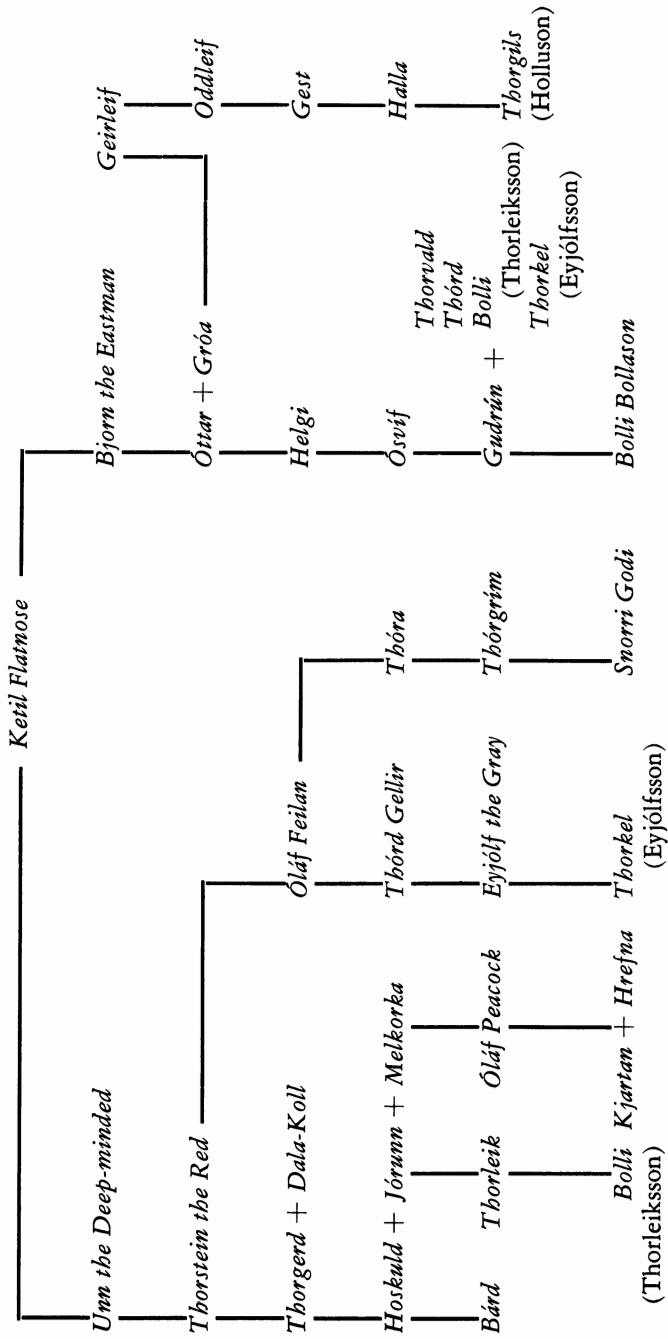 Ketil Flatnose
Unn the Deep-minded
Bjorn the Eastman
Geirleif
Thorstein the Red
Óttar + Gróa
Oddleif
Thorgerd + Dala-Koll
Óláf Feilan
Helgi
Gest
Hoskuld + Jórunn + Melkorka
Thórd Gellir
Thóra
Ósvíf
Halla
Bárd
Thorleik
Óláf Peacock
Eyjólf the Gray
Thórgrím
Gudrún +
Thorvald
Thórd
Bolli
(Thorleiksson)
Thorkel
(Eyjólfsson)
Thorgils
(Holluson)
Bolli
(Thorleiksson)
Kjartan + Hrefna
Thorkel
(Eyjólfsson)
Snorri Godi
Bolli Bollason